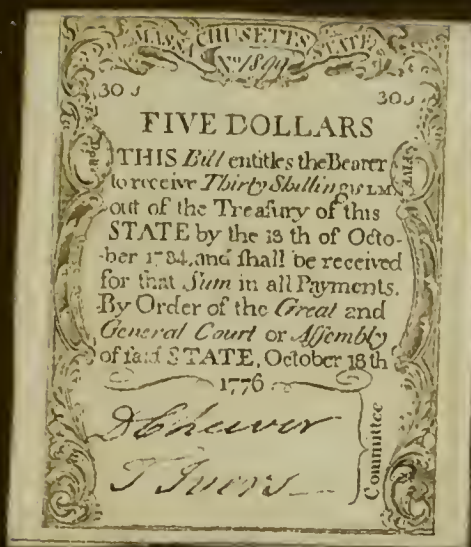 MASSACHUSETTS STATE
No 1899
30 s 30 s
FIVE DOLLARS
THIS Bill entitles the Bearer
to receive Thirty Shillings LM
out of the Treaſury of this
STATE by the 18 th of Octo-
-ber 1784, and ſhall be received
for that Sum in all Payments.
By Order of the Great and
General Court or Aſſembly
of ſaid STATE, October 18th
1776
D Cheever
Committee